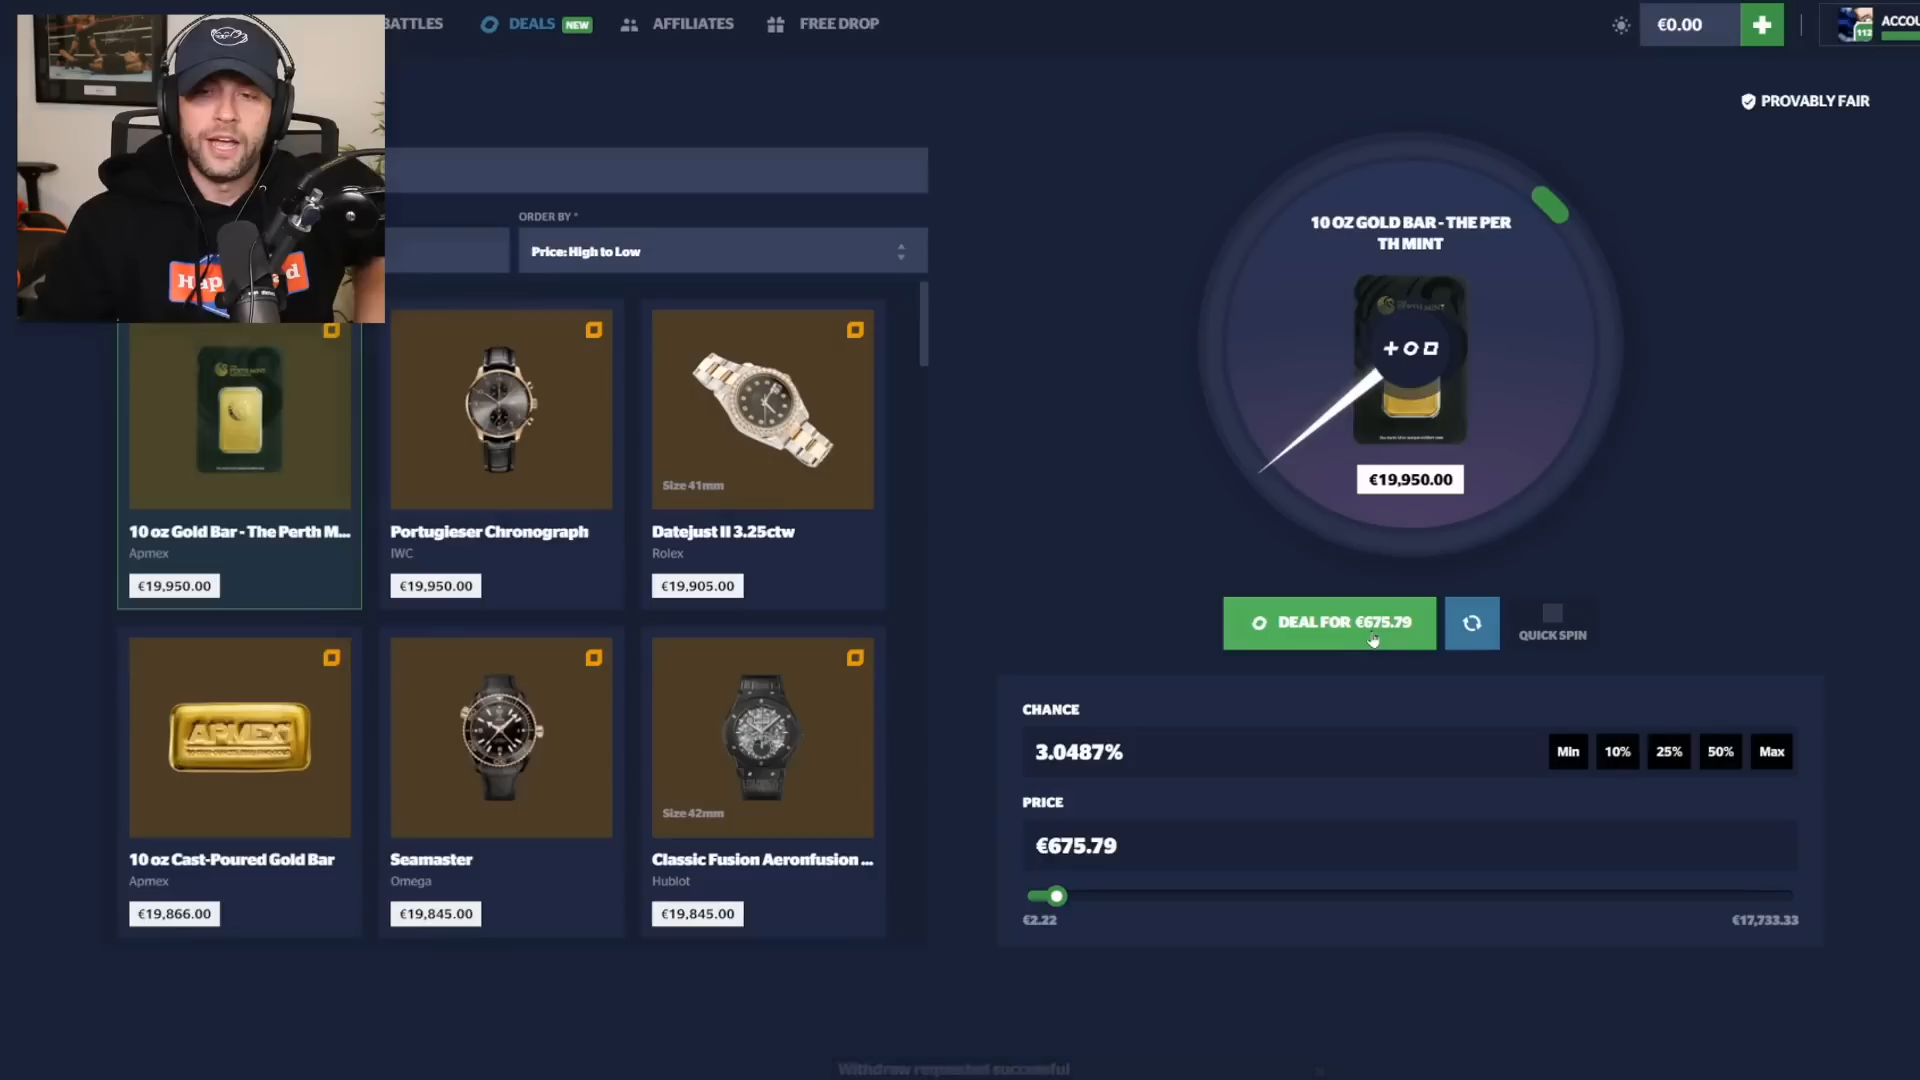 BATTLES
DEALS NEW
AFFILIATES
FREE DROP
€0.00
112
PROVABLY FAIR
ORDER BY *
Price: High to Low
10 oz Gold Bar - The Perth M...
Apmex
€19,950.00
Portugieser Chronograph
IWC
€19,950.00
Size 41mm
Datejust II 3.25ctw
Rolex
€19,905.00
APMEX
10 oz Cast-Poured Gold Bar
Apmex
€19,866.00
Seamaster
Omega
€19,845.00
Size 42mm
Classic Fusion Aeronfusion ...
Hublot
€19,845.00
10 OZ GOLD BAR - THE PER
TH MINT
€19,950.00
DEAL FOR €675.79
QUICK SPIN
CHANCE
3.0487%
Min
10%
25%
50%
Max
PRICE
€675.79
€2.22
€17,733.33
Withdraw requested successful